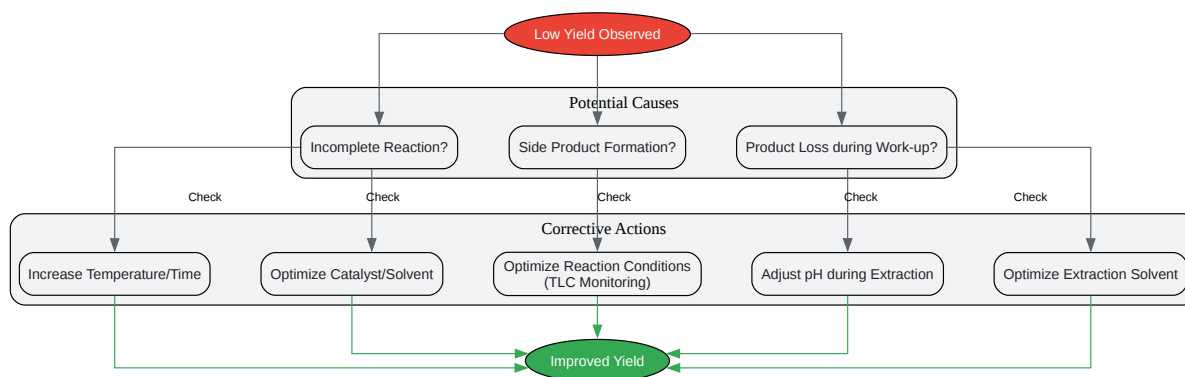 Low Yield Observed
Potential Causes
Incomplete Reaction?
Side Product Formation?
Product Loss during Work-up?
Check
Check
Check
Check
Check
Corrective Actions
Increase Temperature/Time
Optimize Catalyst/Solvent
Optimize Reaction Conditions
(TLC Monitoring)
Adjust pH during Extraction
Optimize Extraction Solvent
Improved Yield